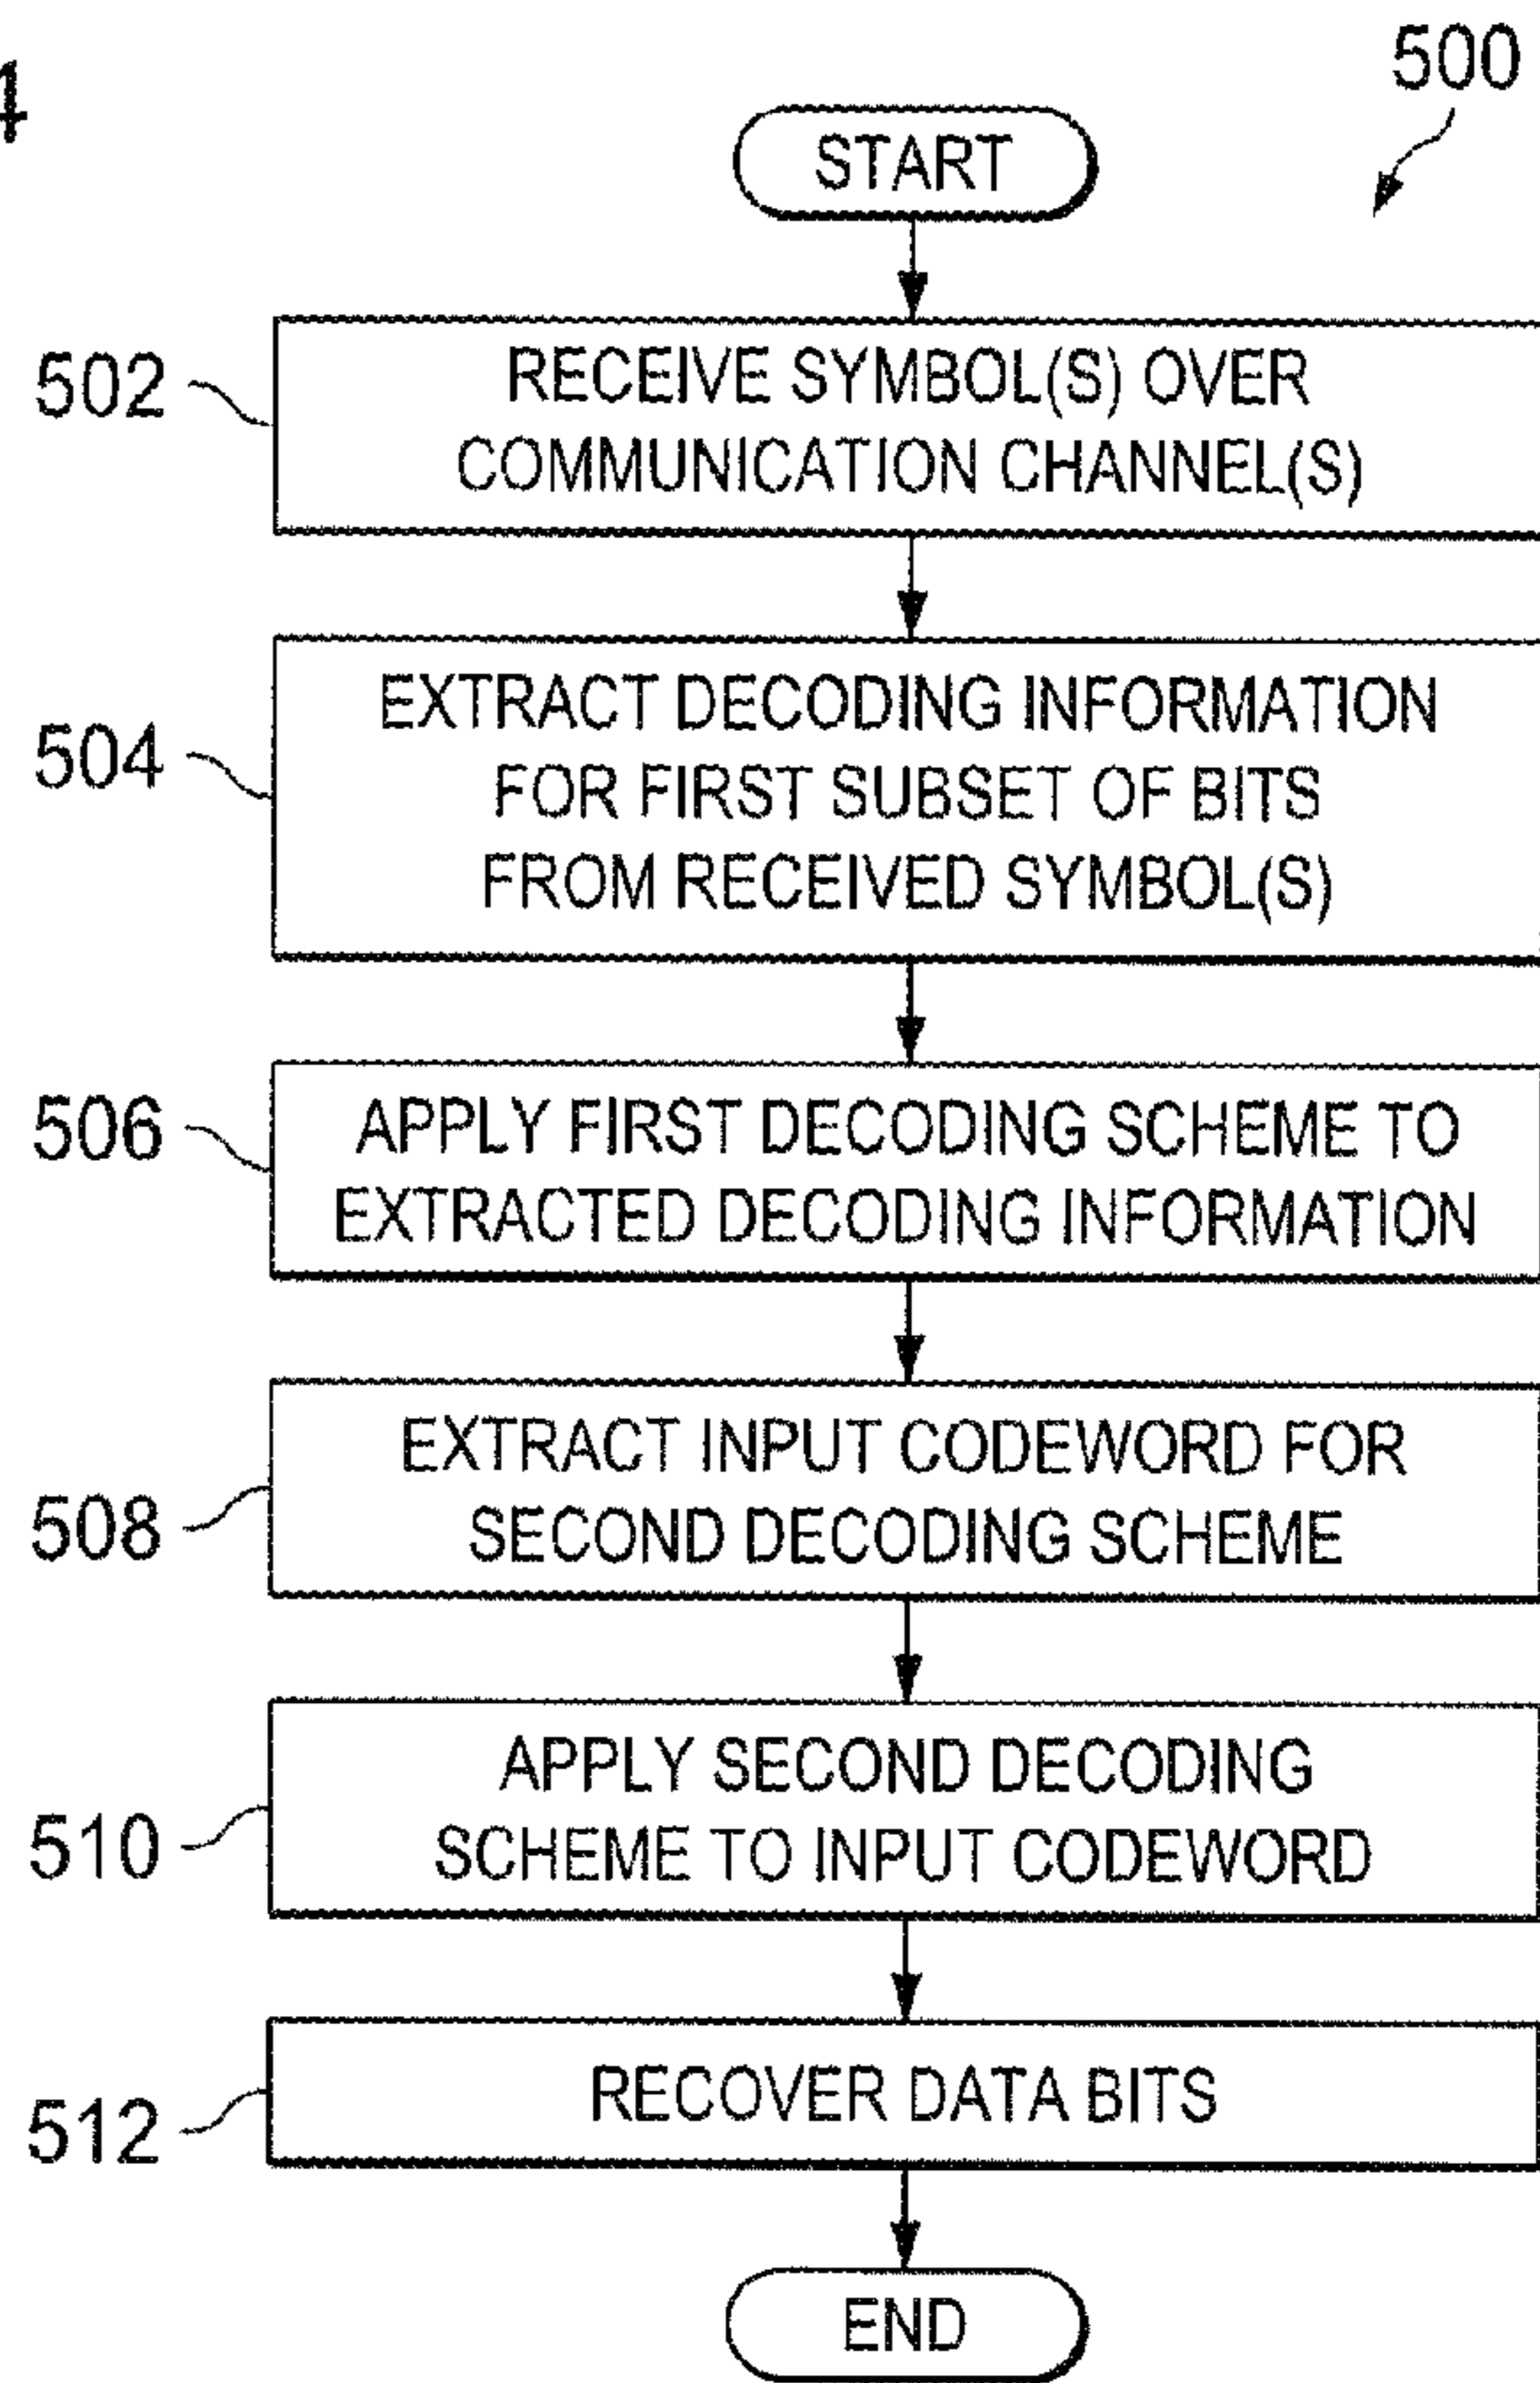 4
500
START
502
RECEIVE SYMBOL(S) OVER
COMMUNICATION CHANNEL(S)
504
EXTRACT DECODING INFORMATION
FOR FIRST SUBSET OF BITS
FROM RECEIVED SYMBOL(S)
506
APPLY FIRST DECODING SCHEME TO
EXTRACTED DECODING INFORMATION
508
EXTRACT INPUT CODEWORD FOR
SECOND DECODING SCHEME
510
APPLY SECOND DECODING
SCHEME TO INPUT CODEWORD
512
RECOVER DATA BITS
END